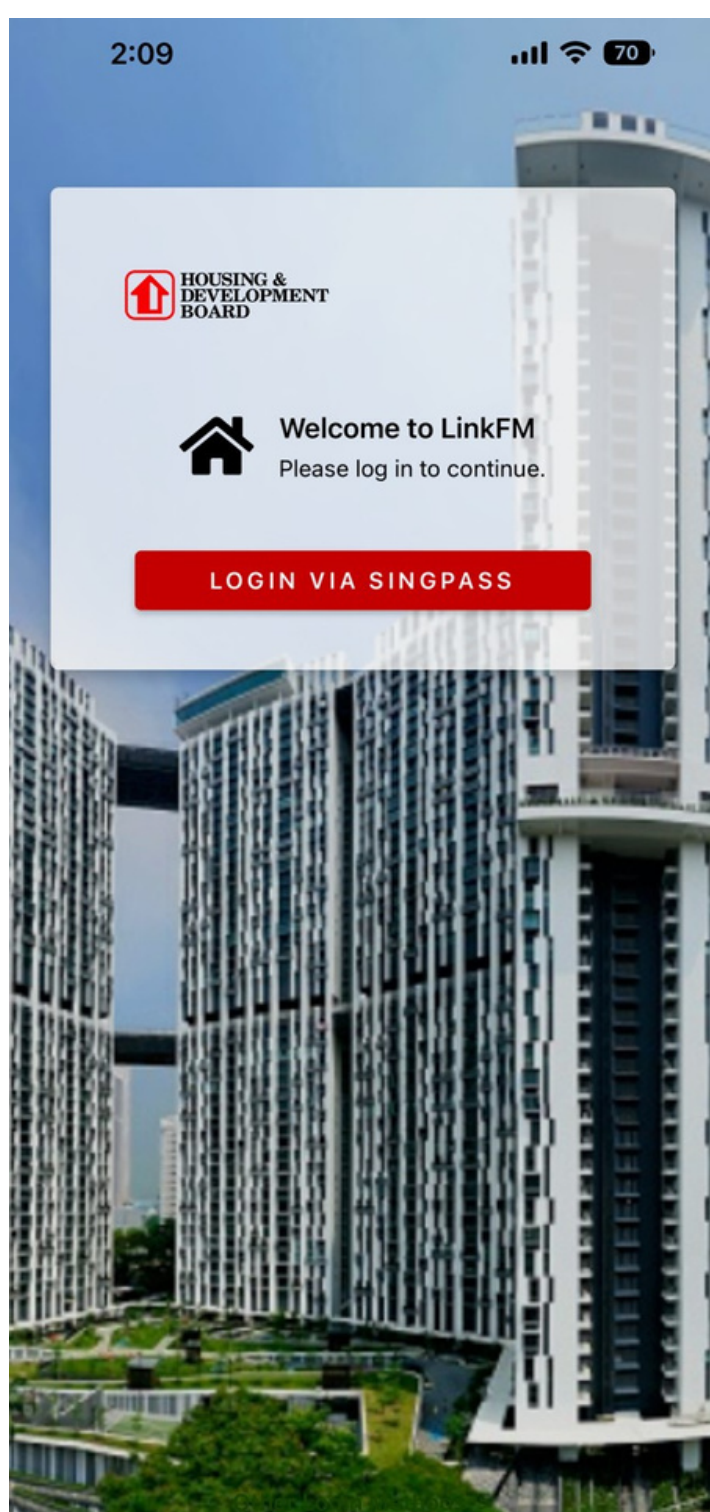 2:09
70
HOUSING &
DEVELOPMENT
BOARD
Welcome to LinkFM
Please log in to continue.
LOGIN VIA SINGPASS